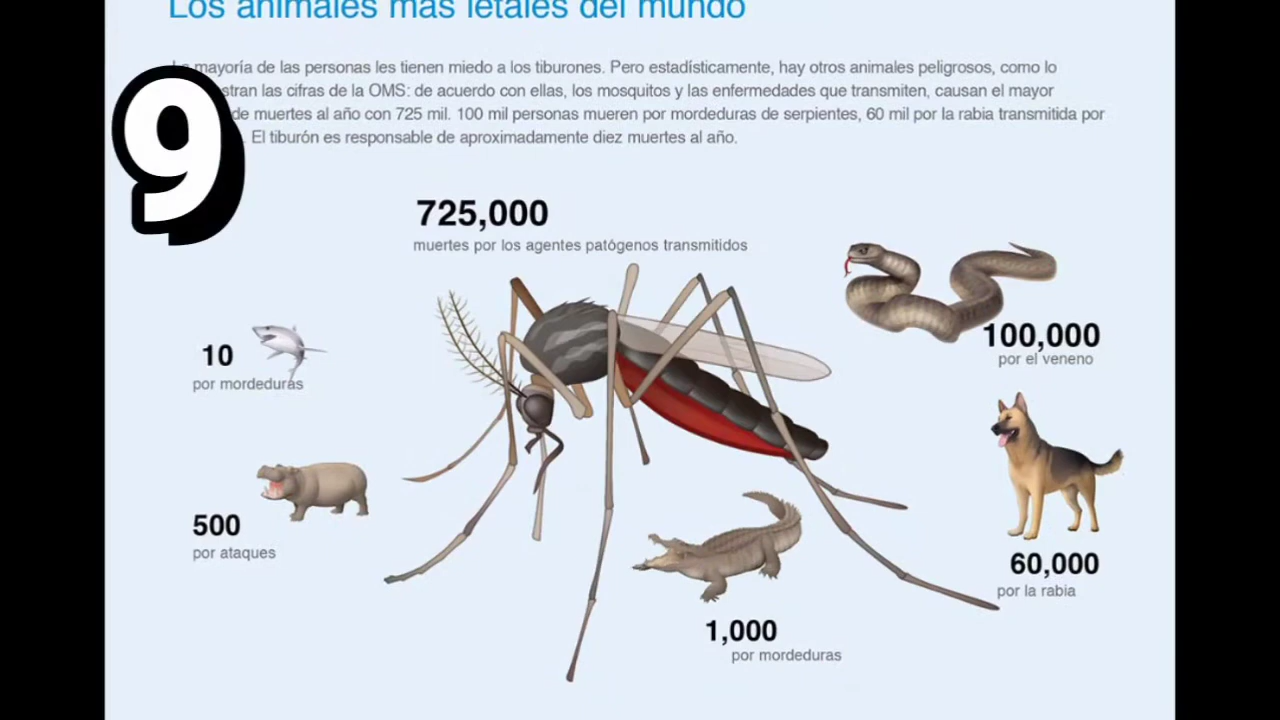 Los animales más letales del mundo
La mayoría de las personas les tienen miedo a los tiburones. Pero estadísticamente, hay otros animales peligrosos, como lo
stran las cifras de la OMS: de acuerdo con ellas, los mosquitos y las enfermedades que transmiten, causan el mayor
de muertes al año con 725 mil. 100 mil personas mueren por mordeduras de serpientes, 60 mil por la rabia transmitida por
. El tiburón es responsable de aproximadamente diez muertes al año.
9
725,000
muertes por los agentes patógenos transmitidos
10
por mordeduras
100,000
por el veneno
500
por ataques
60,000
por la rabia
1,000
por mordeduras